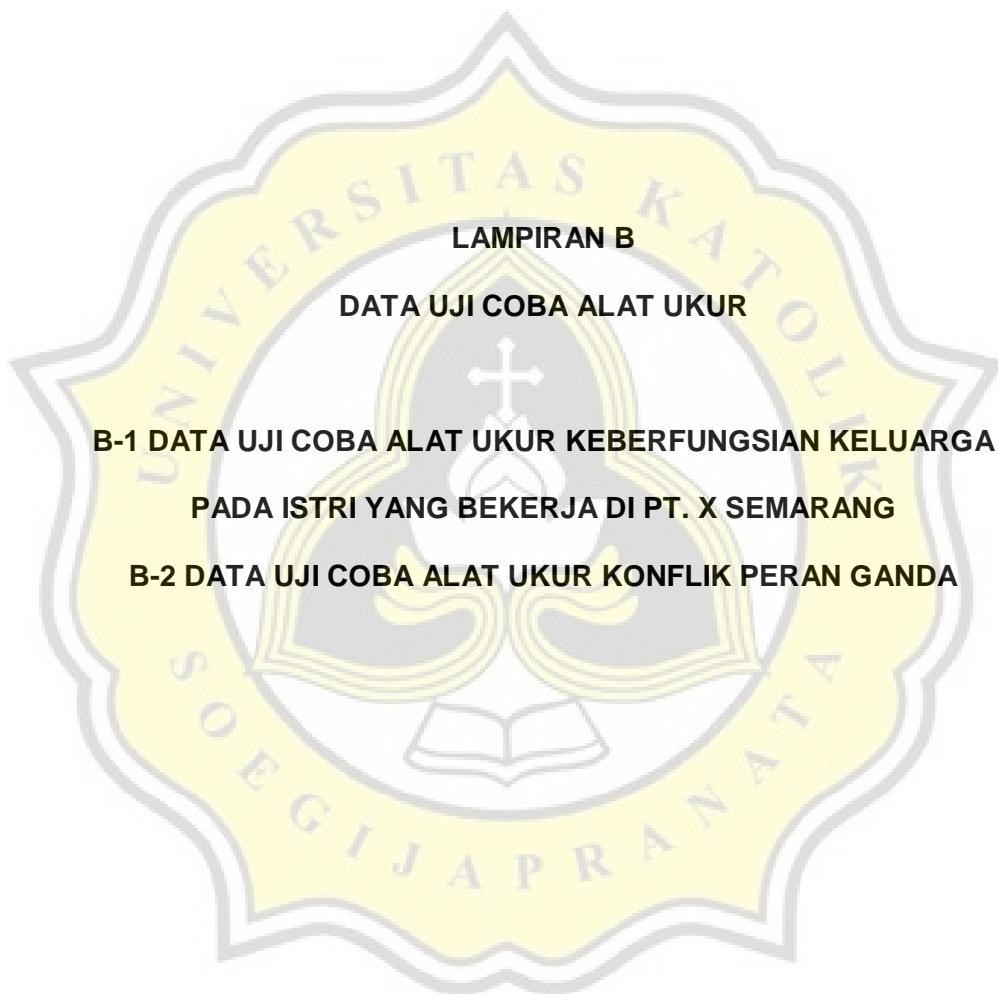 UNIVERSITAS KATOLIK
LAMPIRAN B
DATA UJI COBA ALAT UKUR
B-1 DATA UJI COBA ALAT UKUR KEBERFUNGSIAN KELUARGA
PADA ISTRI YANG BEKERJA DI PT. X SEMARANG
B-2 DATA UJI COBA ALAT UKUR KONFLIK PERAN GANDA
SOEGIJAPRANATA